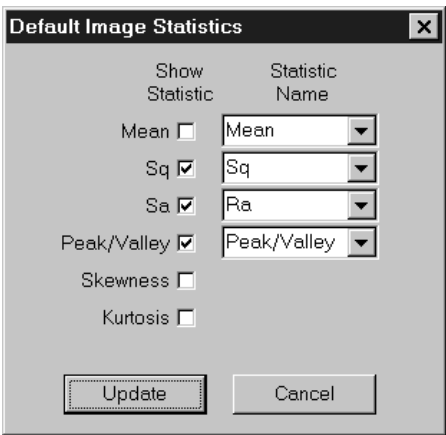 Default Image Statistics
Show Statistic
Statistic Name
Mean Mean
Sq Sq
Sa Ra
Peak/Valley Peak/Valley
Skewness
Kurtosis
Update Cancel